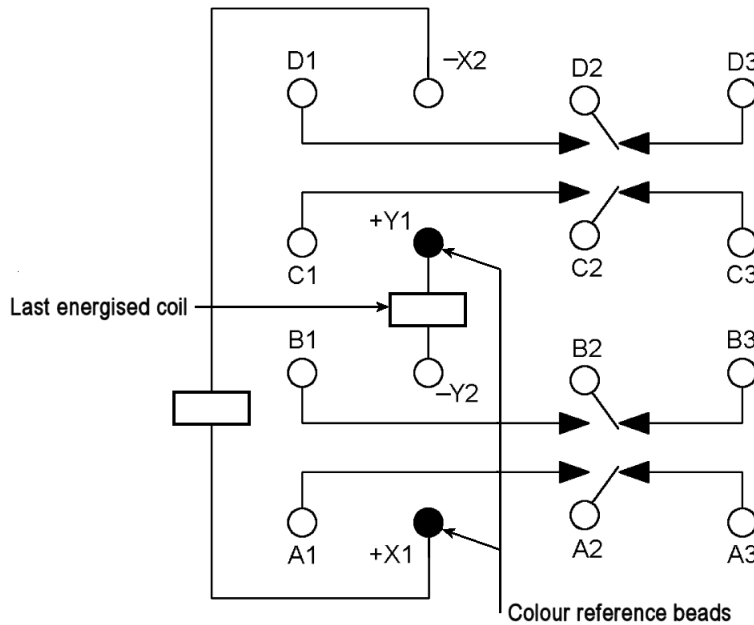 D1
–X2
D2
D3
+Y1
C1
C2
C3
Last energised coil
B1
B2
B3
–Y2
A1
+X1
A2
A3
Colour reference beads